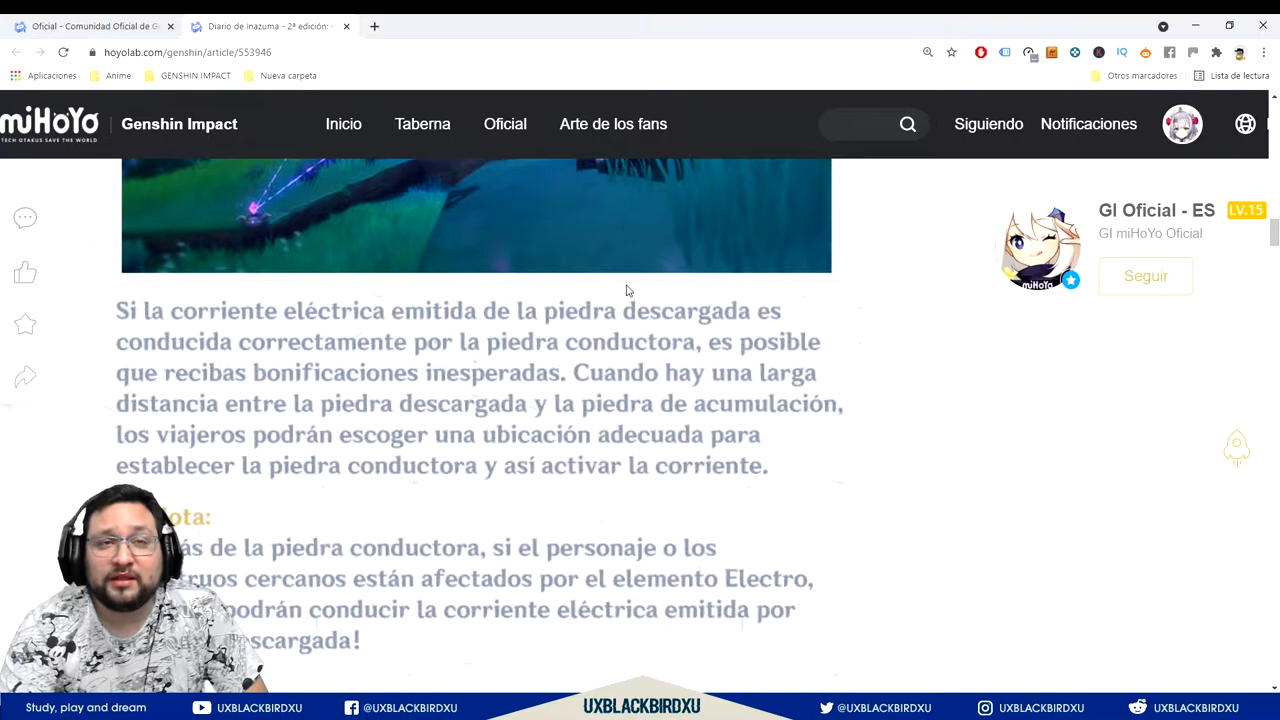 Oficial - Comunidad Oficial de Ge
Diario de Inazuma - 2ª edición:
hoyolab.com/genshin/article/553946
Aplicaciones
Anime
GENSHIN IMPACT
Nueva carpeta
Otros marcadores
Lista de lectura
miHoYo
TECH OTAKUS SAVE THE WORLD
Genshin Impact
Inicio
Taberna
Oficial
Arte de los fans
Siguiendo
Notificaciones
GI Oficial - ES
LV.15
GI miHoYo Oficial
Seguir
miHoYo
Si la corriente eléctrica emitida de la piedra descargada es
conducida correctamente por la piedra conductora, es posible
que recibas bonificaciones inesperadas. Cuando hay una larga
distancia entre la piedra descargada y la piedra de acumulación,
los viajeros podrán escoger una ubicación adecuada para
establecer la piedra conductora y así activar la corriente.
ota:
ás de la piedra conductora, si el personaje o los
ruos cercanos están afectados por el elemento Electro,
podrán conducir la corriente eléctrica emitida por
scargada!
Study, play and dream
UXBLACKBIRDXU
@UXBLACKBIRDXU
UXBLACKBIRDXU
@UXBLACKBIRDXU
UXBLACKBIRDXU
UXBLACKBIRDXU